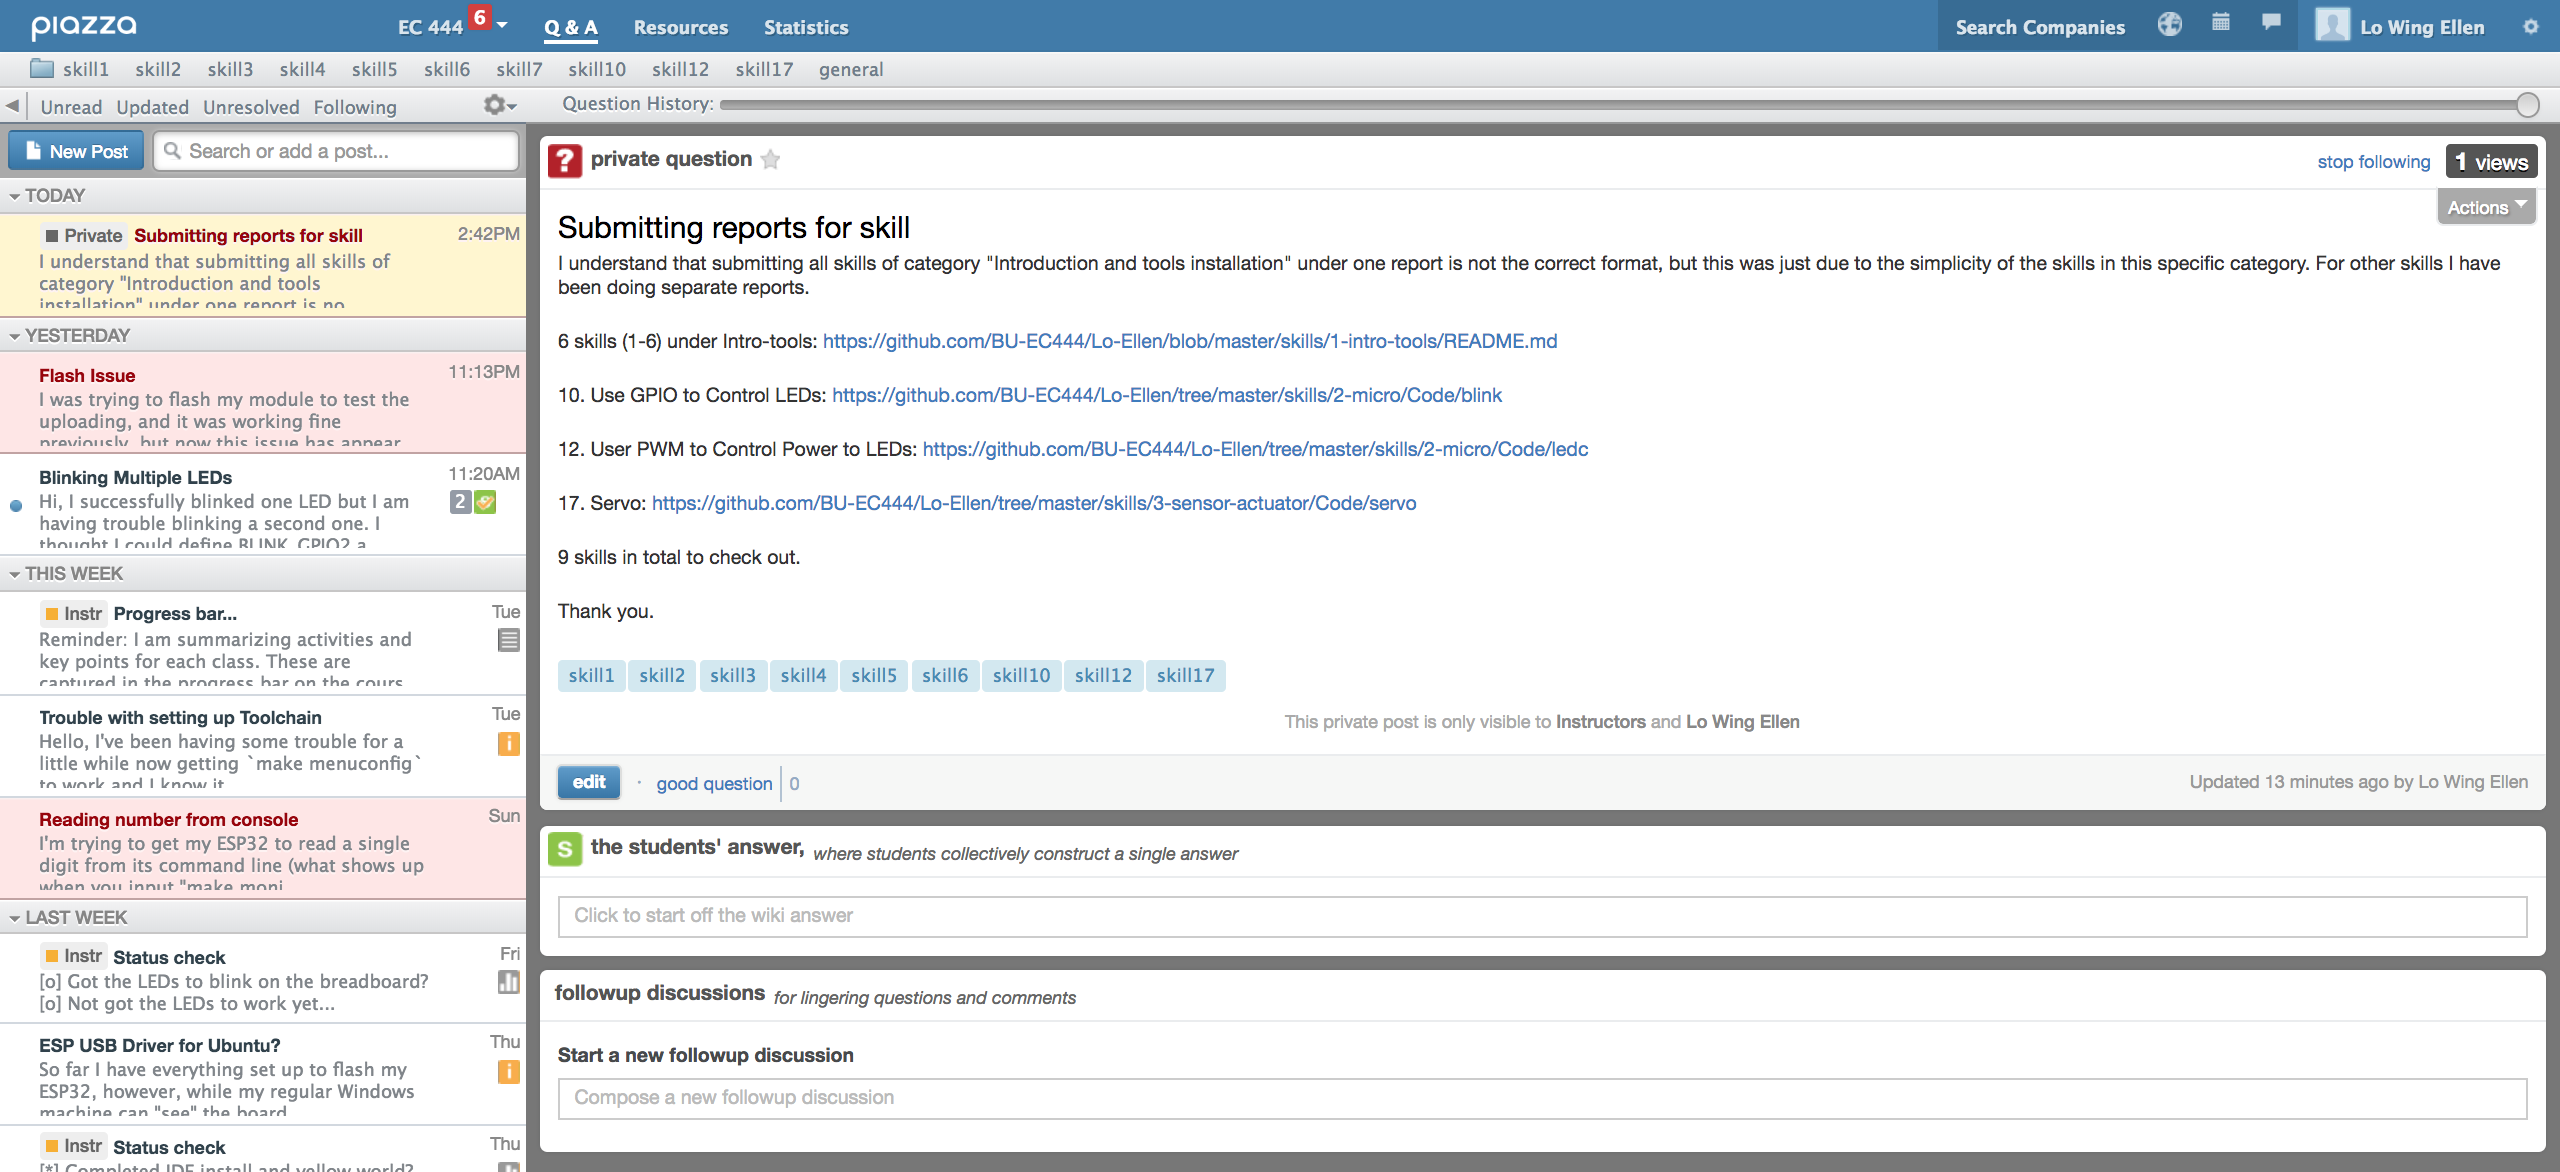 piazza
EC 444 6
Q & A
Resources
Statistics
Search Companies
Lo Wing Ellen
skill1 skill2 skill3 skill4 skill5 skill6 skill7 skill10 skill12 skill17 general
Unread Updated Unresolved Following
Question History:
New Post
Search or add a post...
TODAY
Private Submitting reports for skill 2:42PM
I understand that submitting all skills of
category "Introduction and tools
installation" under one report is no
YESTERDAY
Flash Issue 11:13PM
I was trying to flash my module to test the
uploading, and it was working fine
previously, but now this issue has appear
Blinking Multiple LEDs 11:20AM
Hi, I successfully blinked one LED but I am 2
having trouble blinking a second one. I
thought I could define BLINK_GPIO2 a
THIS WEEK
Instr Progress bar... Tue
Reminder: I am summarizing activities and
key points for each class. These are
captured in the progress bar on the cours
Trouble with setting up Toolchain Tue
Hello, I've been having some trouble for a i
little while now getting `make menuconfig`
to work and I know it
Reading number from console Sun
I'm trying to get my ESP32 to read a single
digit from its command line (what shows up
when you input "make moni
LAST WEEK
Instr Status check Fri
[o] Got the LEDs to blink on the breadboard?
[o] Not got the LEDs to work yet...
ESP USB Driver for Ubuntu? Thu
So far I have everything set up to flash my i
ESP32, however, while my regular Windows
machine can "see" the board
Instr Status check Thu
[*] Completed IDF install and yellow world?
? private question
stop following
1 views
Actions
Submitting reports for skill
I understand that submitting all skills of category "Introduction and tools installation" under one report is not the correct format, but this was just due to the simplicity of the skills in this specific category. For other skills I have
been doing separate reports.
6 skills (1-6) under Intro-tools: https://github.com/BU-EC444/Lo-Ellen/blob/master/skills/1-intro-tools/README.md
10. Use GPIO to Control LEDs: https://github.com/BU-EC444/Lo-Ellen/tree/master/skills/2-micro/Code/blink
12. User PWM to Control Power to LEDs: https://github.com/BU-EC444/Lo-Ellen/tree/master/skills/2-micro/Code/ledc
17. Servo: https://github.com/BU-EC444/Lo-Ellen/tree/master/skills/3-sensor-actuator/Code/servo
9 skills in total to check out.
Thank you.
skill1 skill2 skill3 skill4 skill5 skill6 skill10 skill12 skill17
This private post is only visible to Instructors and Lo Wing Ellen
edit · good question 0
Updated 13 minutes ago by Lo Wing Ellen
S the students' answer, where students collectively construct a single answer
Click to start off the wiki answer
followup discussions for lingering questions and comments
Start a new followup discussion
Compose a new followup discussion